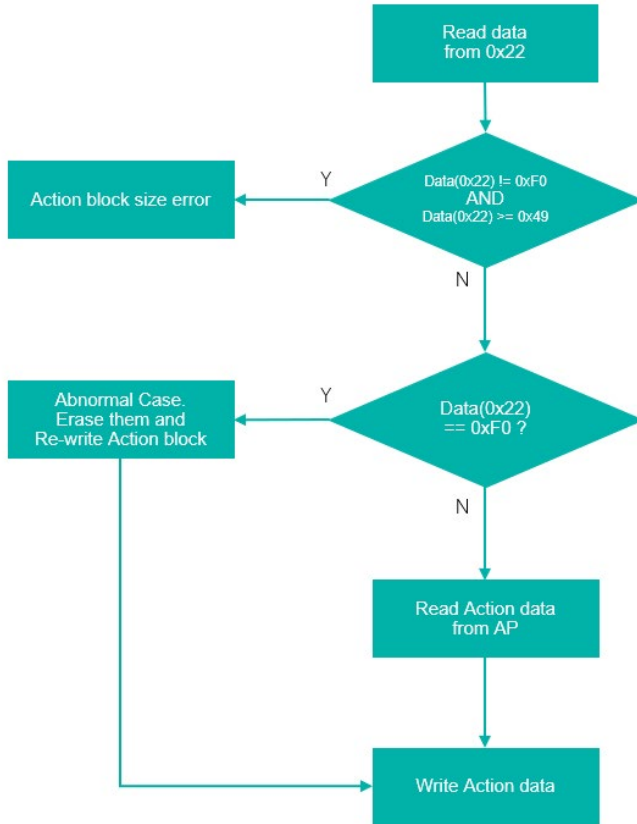 Read data
from 0x22
Data(0x22) != 0xF0
AND
Data(0x22) >= 0x49
Y
Action block size error
N
Data(0x22)
== 0xF0 ?
Y
Abnormal Case.
Erase them and
Re-write Action block
N
Read Action data
from AP
Write Action data